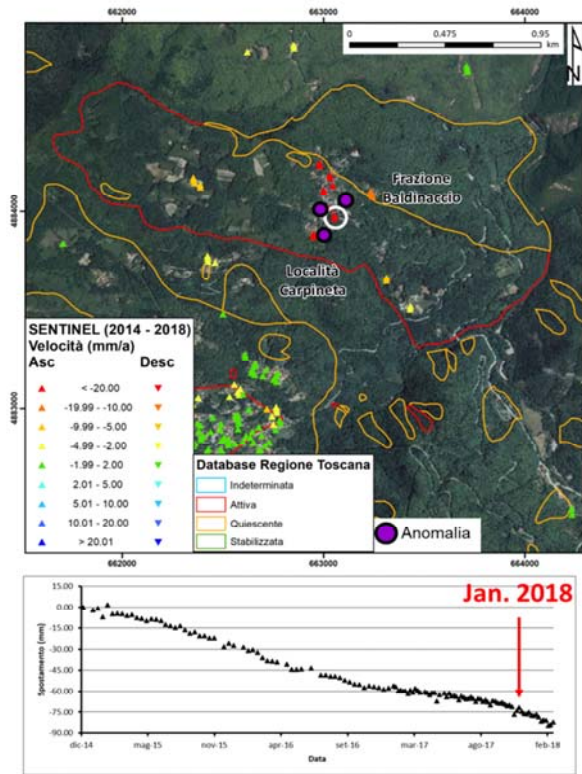 662000
663000
664000
0
0.475
0.95
km
N
4884000
4884000
Frazione
Baldinaccio
Località
Carpineta
SENTINEL (2014 - 2018)
Velocità (mm/a)
Asc
Desc
< -20.00
-19.99 - -10.00
-9.99 - -5.00
-4.99 - -2.00
-1.99 - 2.00
2.01 - 5.00
5.01 - 10.00
10.01 - 20.00
> 20.01
4883000
4883000
Database Regione Toscana
Indeterminata
Attiva
Quiescente
Stabilizzata
Anomalia
662000
663000
664000
Jan. 2018
15.00
0.00
-15.00
-30.00
-45.00
-60.00
-75.00
-90.00
Spostamento (mm)
dic-14
mag-15
nov-15
apr-16
set-16
mar-17
ago-17
feb-18
Data